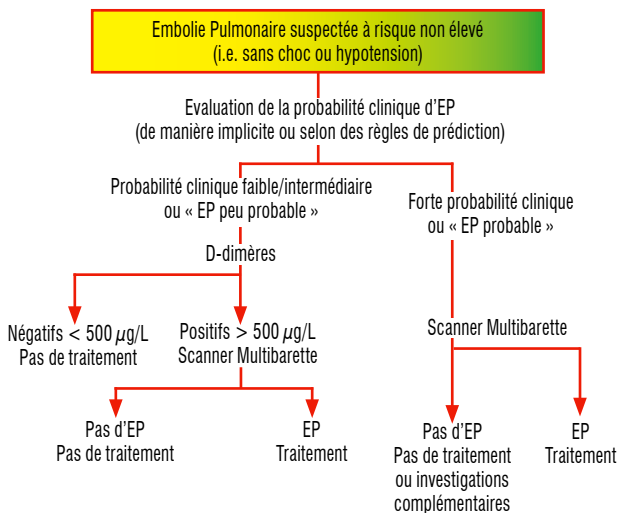 Embolie Pulmonaire suspectée à risque non élevé
(i.e. sans choc ou hypotension)
Evaluation de la probabilité clinique d’EP
(de manière implicite ou selon des règles de prédiction)
Probabilité clinique faible/intermédiaire
ou « EP peu probable »
Forte probabilité clinique
ou « EP probable »
D-dimères
Négatifs < 500 µg/L
Pas de traitement
Positifs > 500 µg/L
Scanner Multibarette
Scanner Multibarette
Pas d’EP
Pas de traitement
EP
Traitement
Pas d’EP
Pas de traitement
ou investigations
complémentaires
EP
Traitement